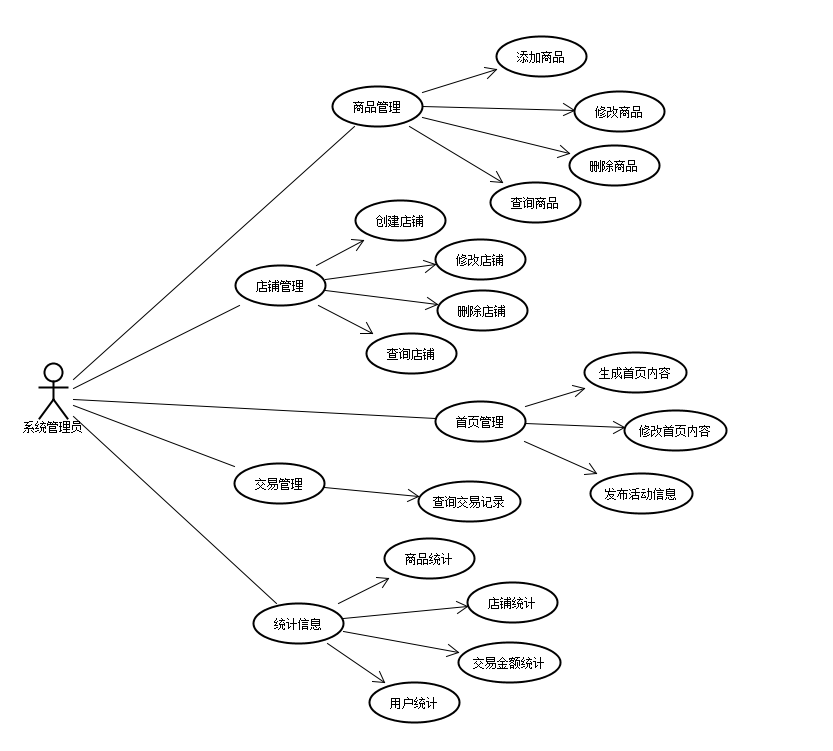 添加商品
商品管理
修改商品
删除商品
查询商品
创建店铺
修改店铺
店铺管理
删除店铺
查询店铺
生成首页内容
首页管理
系统管理员
修改首页内容
交易管理
发布活动信息
查询交易记录
商品统计
店铺统计
统计信息
交易金额统计
用户统计